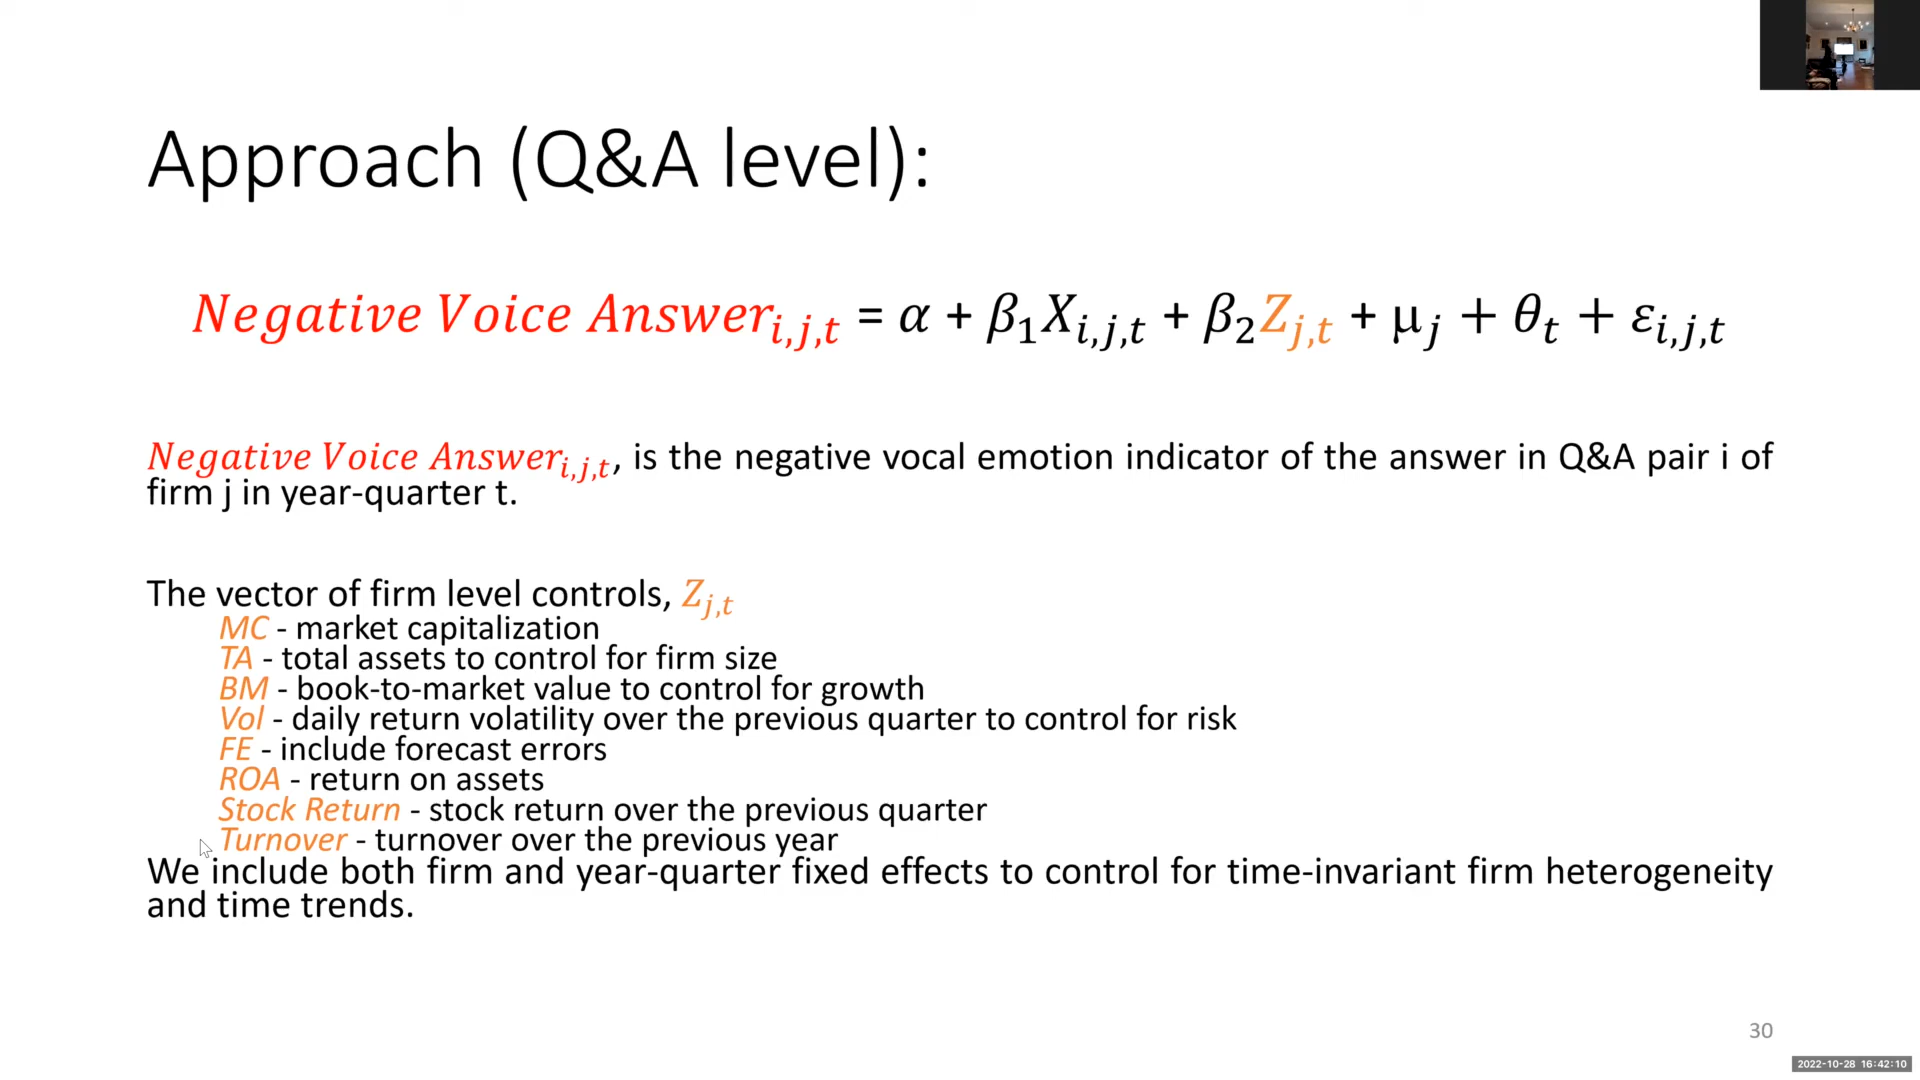 Approach (Q&A level):
Negative Voice Answer_{i,j,t} = α + β₁X_{i,j,t} + β₂Z_{j,t} + μ_j + θ_t + ε_{i,j,t}
Negative Voice Answer_{i,j,t}, is the negative vocal emotion indicator of the answer in Q&A pair i of
firm j in year-quarter t.
The vector of firm level controls, Z_{j,t}
MC - market capitalization
TA - total assets to control for firm size
BM - book-to-market value to control for growth
Vol - daily return volatility over the previous quarter to control for risk
FE - include forecast errors
ROA - return on assets
Stock Return - stock return over the previous quarter
Turnover - turnover over the previous year
We include both firm and year-quarter fixed effects to control for time-invariant firm heterogeneity
and time trends.
30
2022-10-28 16:42:10